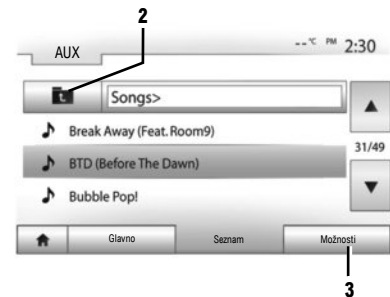 2
AUX
--°C PM 2:30
Songs>
Break Away (Feat. Room9)
31/49
BTD (Before The Dawn)
Bubble Pop!
Glavno Seznam Možnosti
3